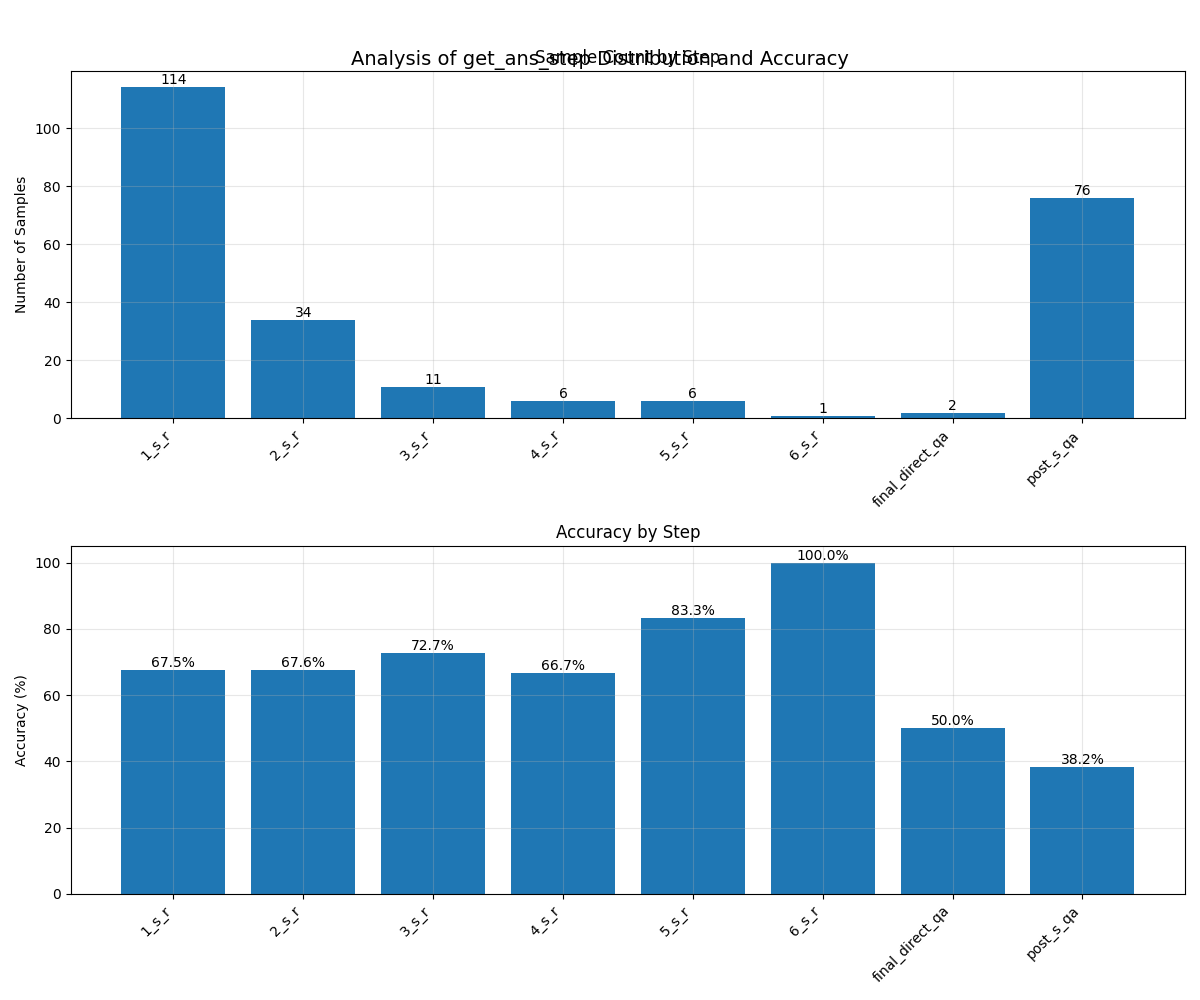 Analysis of get_ans_step Distribution and Accuracy
Sample Count by Step
Number of Samples
100
80
60
40
20
0
114
34
11
6
6
1
2
76
1_s_r
2_s_r
3_s_r
4_s_r
5_s_r
6_s_r
final_direct_qa
post_s_qa
Accuracy by Step
Accuracy (%)
100
80
60
40
20
0
67.5%
67.6%
72.7%
66.7%
83.3%
100.0%
50.0%
38.2%
1_s_r
2_s_r
3_s_r
4_s_r
5_s_r
6_s_r
final_direct_qa
post_s_qa